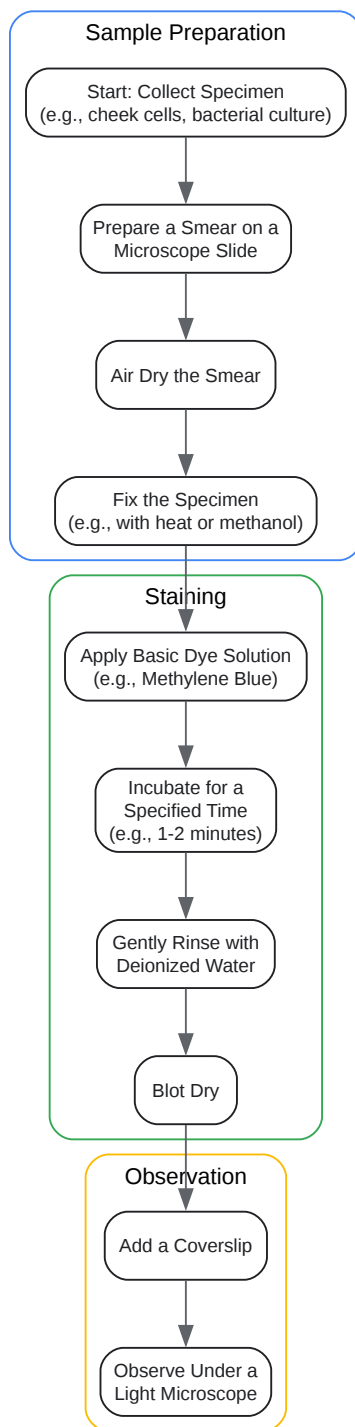 Sample Preparation
Start: Collect Specimen
(e.g., cheek cells, bacterial culture)
Prepare a Smear on a
Microscope Slide
Air Dry the Smear
Fix the Specimen
(e.g., with heat or methanol)
Staining
Apply Basic Dye Solution
(e.g., Methylene Blue)
Incubate for a
Specified Time
(e.g., 1-2 minutes)
Gently Rinse with
Deionized Water
Blot Dry
Observation
Add a Coverslip
Observe Under a
Light Microscope